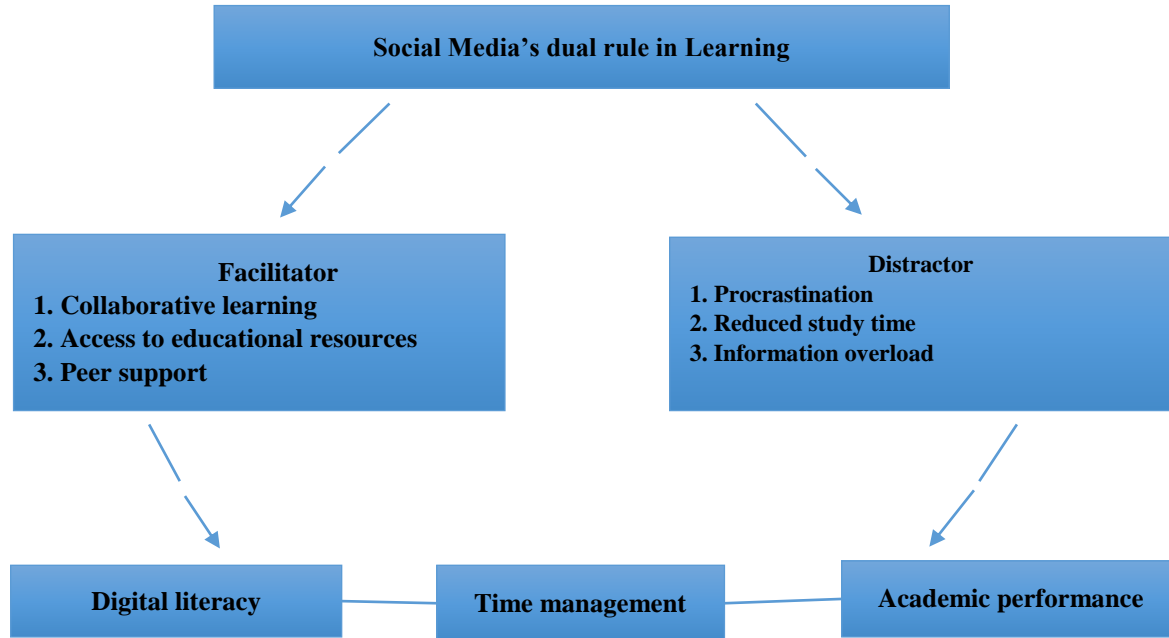 Social Media’s dual rule in Learning
Facilitator
1. Collaborative learning
2. Access to educational resources
3. Peer support
Distractor
1. Procrastination
2. Reduced study time
3. Information overload
Digital literacy
Time management
Academic performance